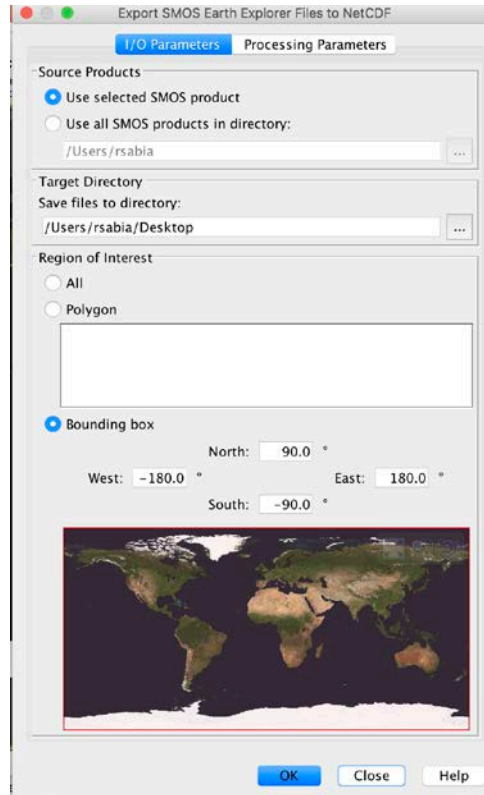 Export SMOS Earth Explorer Files to NetCDF
I/O Parameters Processing Parameters
Source Products
Use selected SMOS product
Use all SMOS products in directory:
/Users/rsabia ...
Target Directory
Save files to directory:
/Users/rsabia/Desktop ...
Region of Interest
All
Polygon
Bounding box
North: 90.0 °
West: -180.0 ° East: 180.0 °
South: -90.0 °
OK Close Help